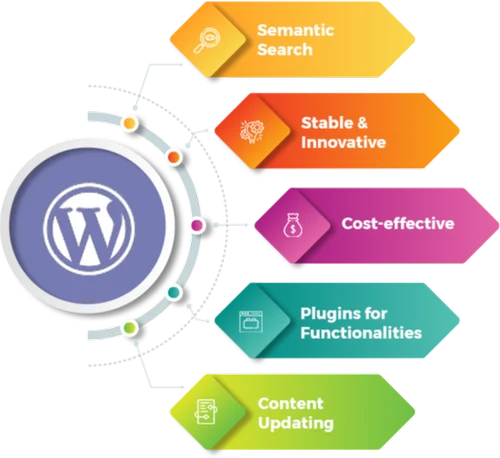 Semantic
Search
Stable &
Innovative
Cost-effective
Plugins for
Functionalities
Content
Updating